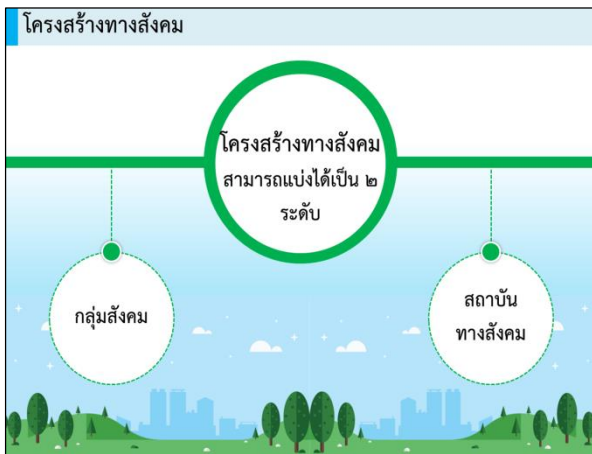 โครงสร้างทางสังคม
โครงสร้างทางสังคม
สามารถแบ่งได้เป็น ๒
ระดับ
กลุ่มสังคม
สถาบัน
ทางสังคม